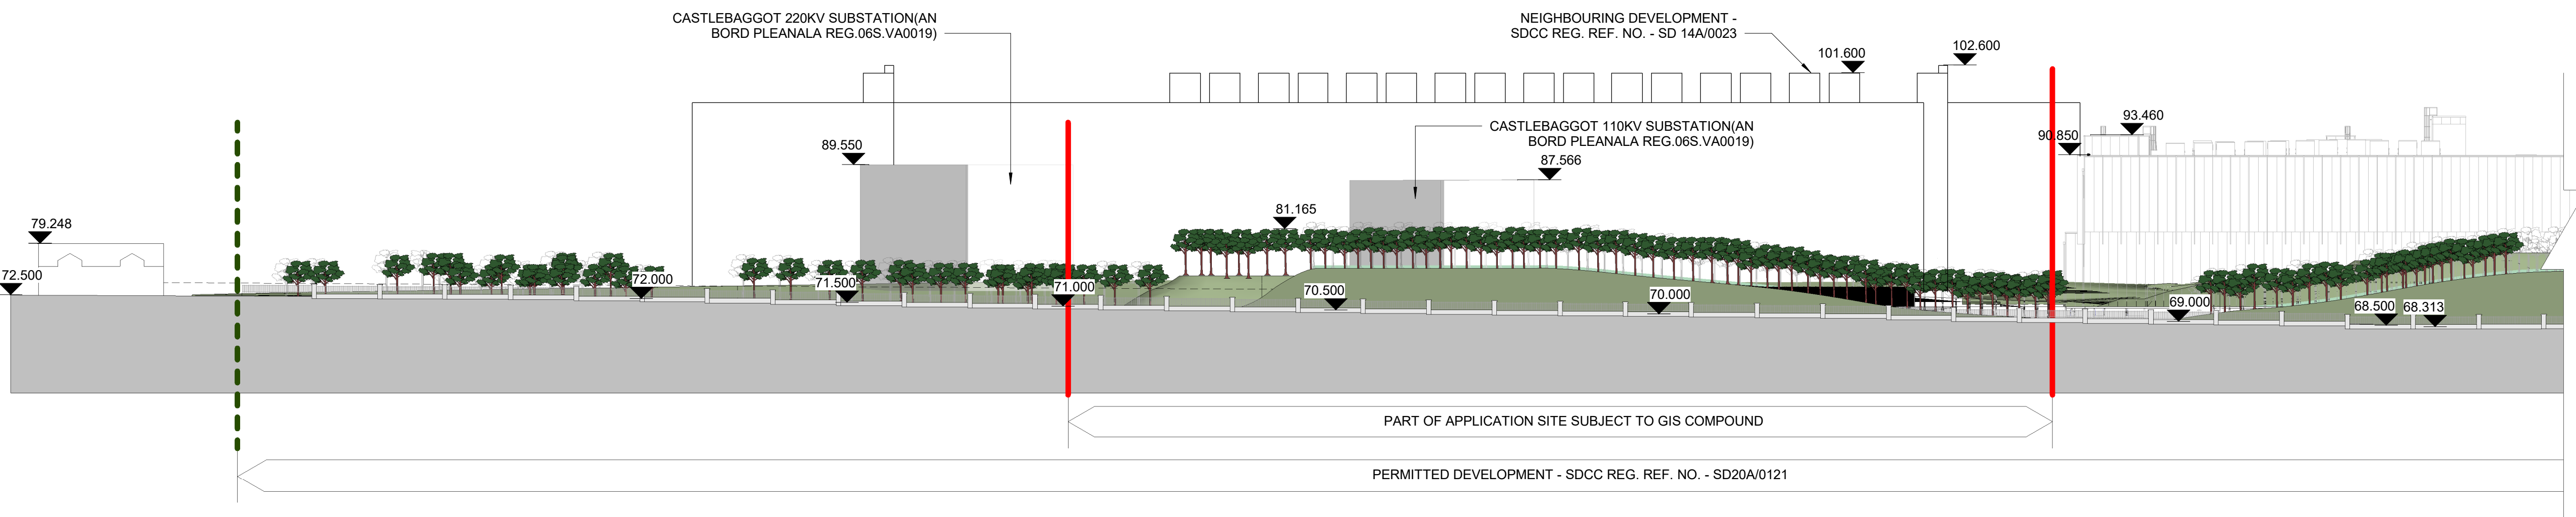 CASTLEBAGGOT 220KV SUBSTATION(AN
BORD PLEANALA REG.06S.VA0019)
NEIGHBOURING DEVELOPMENT -
SDCC REG. REF. NO. - SD 14A/0023
101.600
102.600
CASTLEBAGGOT 110KV SUBSTATION(AN
BORD PLEANALA REG.06S.VA0019)
93.460
90.850
89.550
87.566
81.165
79.248
72.500
72.000
71.500
71.000
70.500
70.000
69.000
68.500
68.313
PART OF APPLICATION SITE SUBJECT TO GIS COMPOUND
PERMITTED DEVELOPMENT - SDCC REG. REF. NO. - SD20A/0121